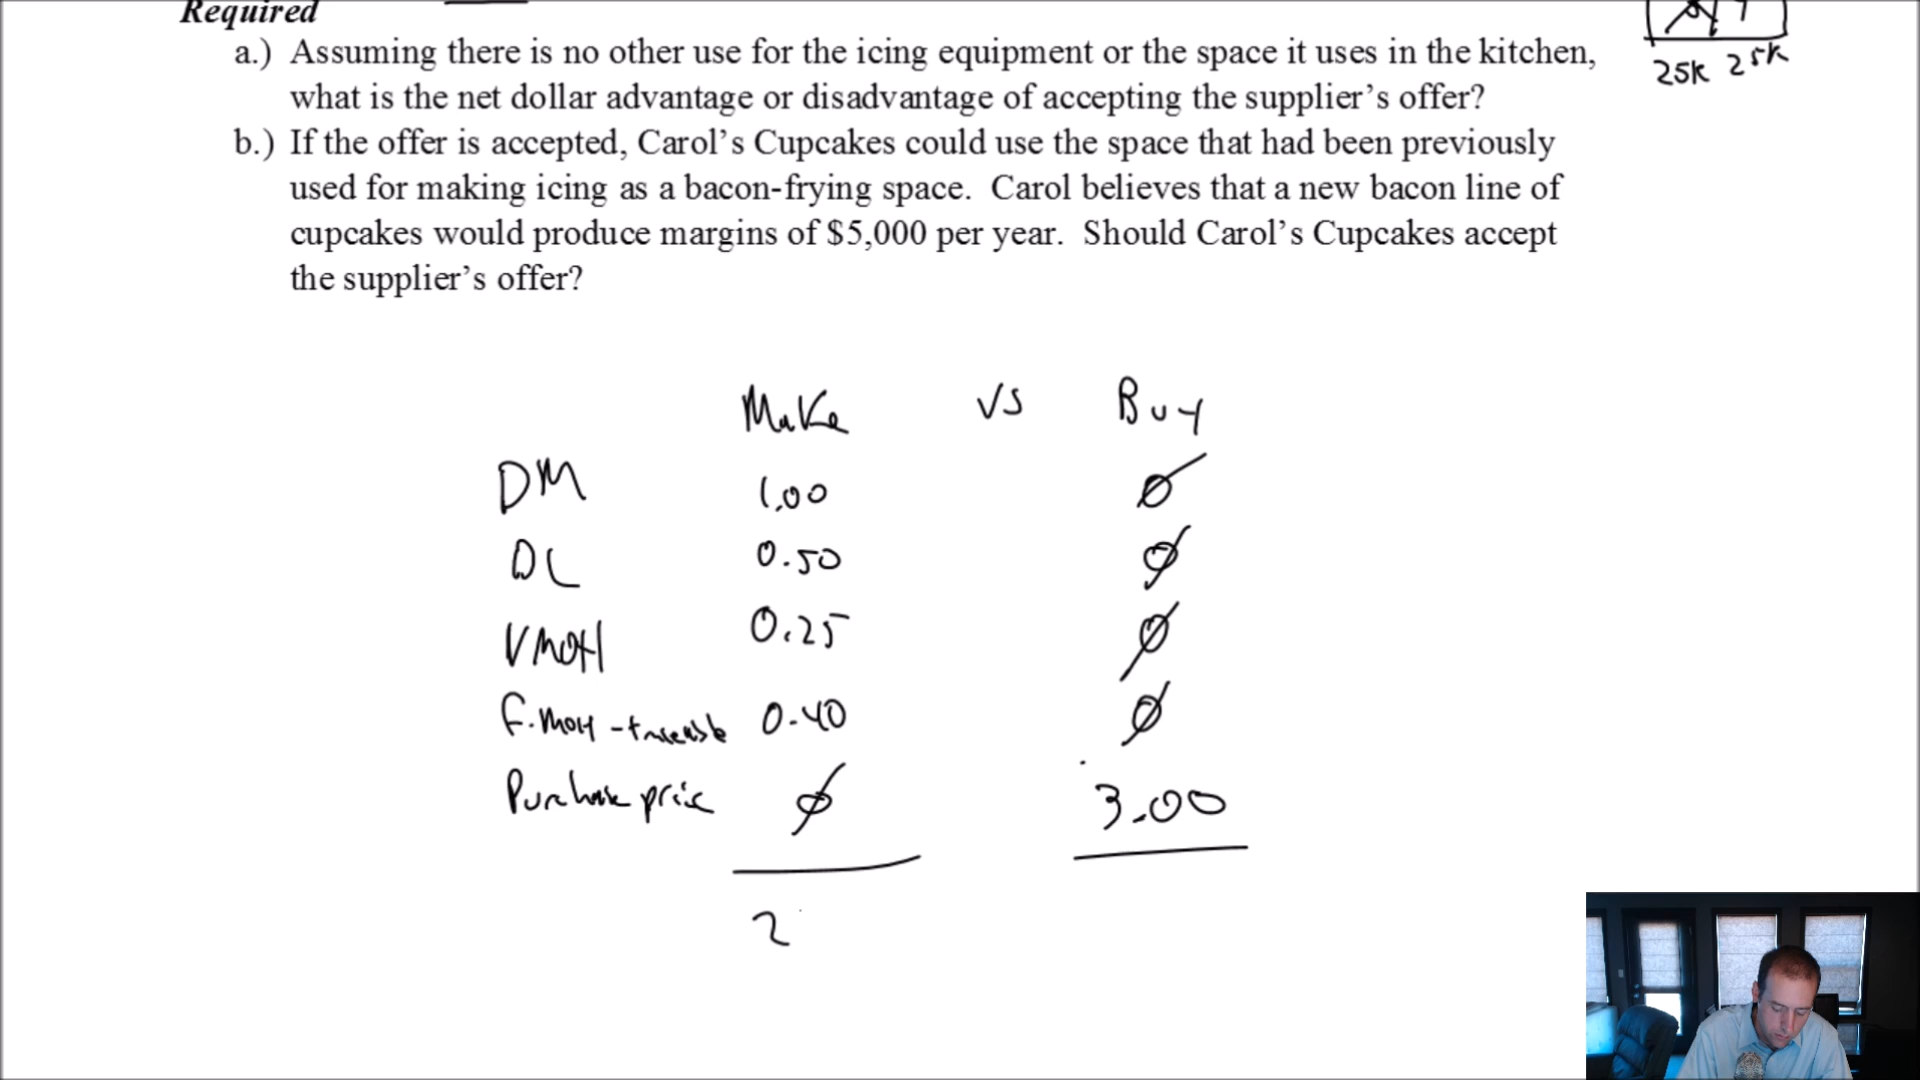 Required
a.) Assuming there is no other use for the icing equipment or the space it uses in the kitchen,
what is the net dollar advantage or disadvantage of accepting the supplier’s offer?
25k 25k
b.) If the offer is accepted, Carol’s Cupcakes could use the space that had been previously
used for making icing as a bacon-frying space. Carol believes that a new bacon line of
cupcakes would produce margins of $5,000 per year. Should Carol’s Cupcakes accept
the supplier’s offer?
Make vs Buy
DM 1.00 ∅
DL 0.50 ∅
VMOH 0.25 ∅
F.MOH - traceable 0.40 ∅
Purchase price ∅ 3.00
2